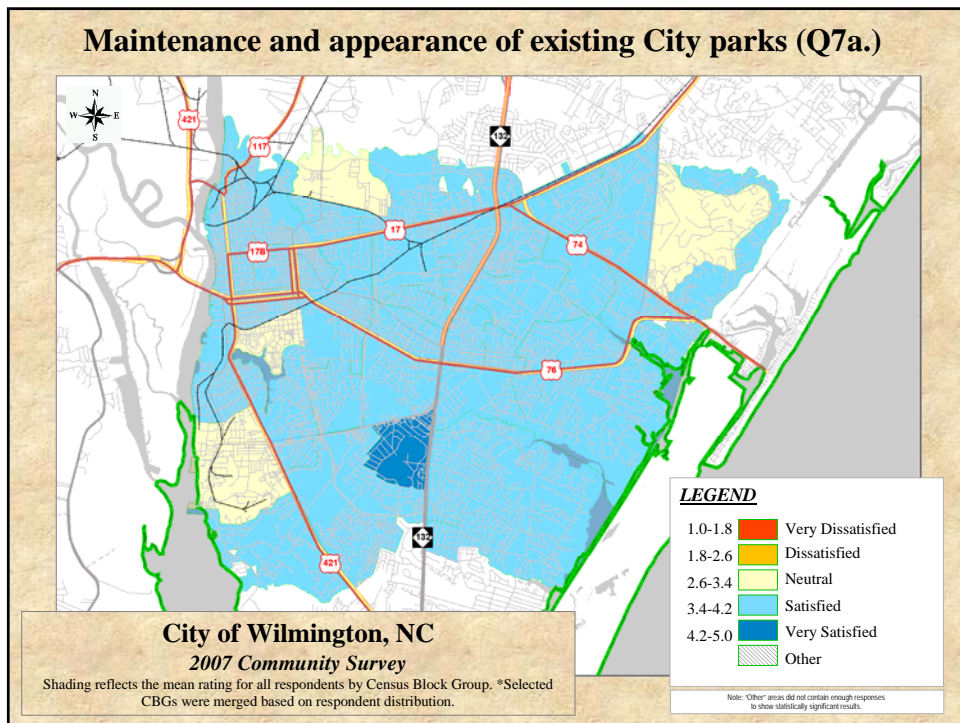 Maintenance and appearance of existing City parks (Q7a.)
N
W E
S
421
117
132
17
17B
74
76
132
421
LEGEND
1.0-1.8 Very Dissatisfied
1.8-2.6 Dissatisfied
2.6-3.4 Neutral
3.4-4.2 Satisfied
4.2-5.0 Very Satisfied
Other
City of Wilmington, NC
2007 Community Survey
Shading reflects the mean rating for all respondents by Census Block Group. *Selected
CBGs were merged based on respondent distribution.
Note: "Other" areas did not contain enough responses
to show statistically significant results.